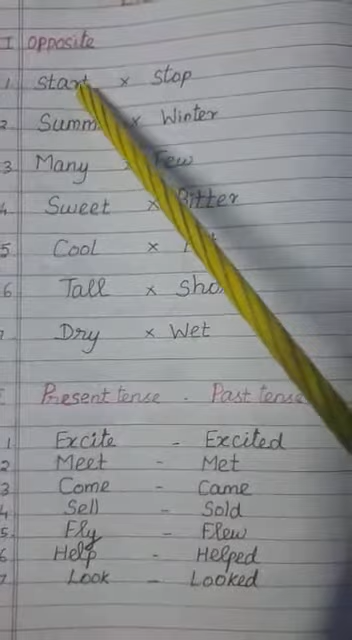 I opposite
1 Start x Stop
2 Summ x Winter
3 Many Few
4 Sweet x Bitter
5 Cool x
6 Tall x Sho
7 Dry x Wet
Present tense - Past tense
1 Excite - Excited
2 Meet - Met
3 Come - Came
4 Sell - Sold
5. Fly - Flew
6 Help - Helped
7 Look - Looked